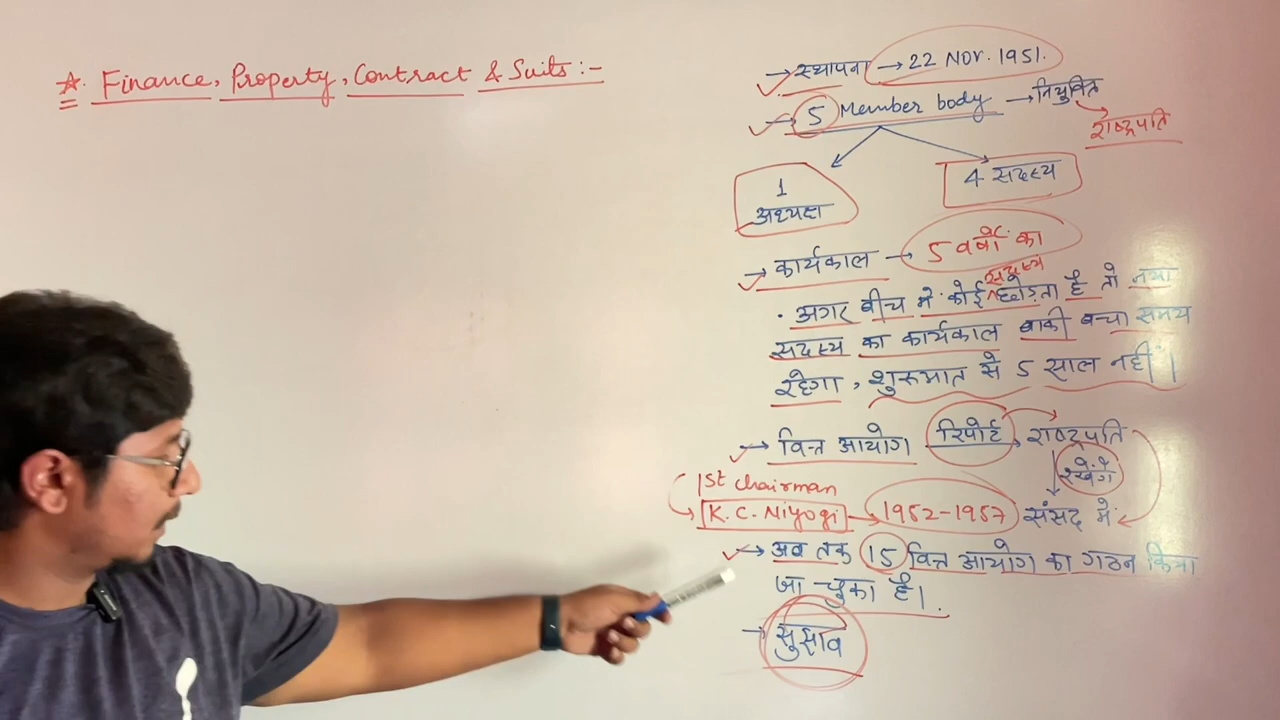 ☆. Finance, Property, Contract & Suits:-
→ स्थापना → 22 NOV. 1951.
→ 5 Member body → नियुक्ति
राष्ट्रपति
1 अध्यक्ष
4 सदस्य
→ कार्यकाल → 5 वर्षों का
सदस्य
· अगर बीच मे कोई ^ छोड़ता है तो नया
सदस्य का कार्यकाल बाकी बचा समय
रहेगा, शुरुआत से 5 साल नहीं।
→ वित्त आयोग रिपोर्ट राष्ट्रपति
रखेंगे
1st chairman
K. C. Niyogi → 1952-1957 संसद में
→ अब तक 15 वित्त आयोग का गठन किया
जा चुका है।
→ सुझाव